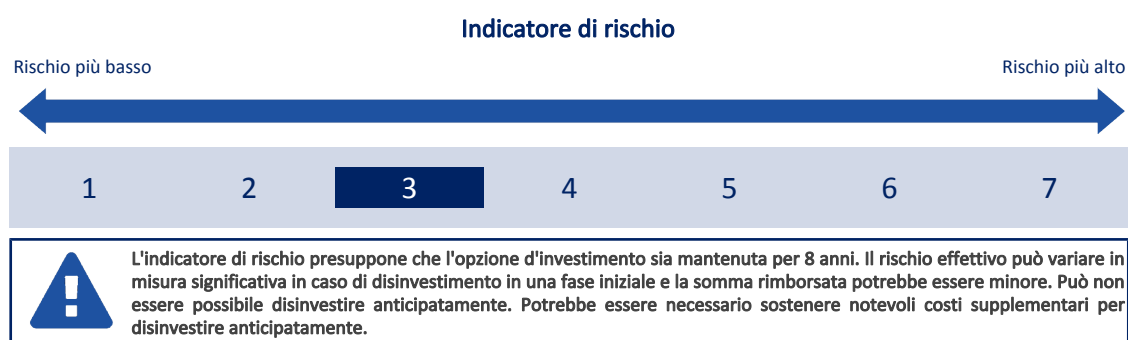 Indicatore di rischio
Rischio più basso
Rischio più alto
1 2 3 4 5 6 7
L'indicatore di rischio presuppone che l'opzione d'investimento sia mantenuta per 8 anni. Il rischio effettivo può variare in
misura significativa in caso di disinvestimento in una fase iniziale e la somma rimborsata potrebbe essere minore. Può non
essere possibile disinvestire anticipatamente. Potrebbe essere necessario sostenere notevoli costi supplementari per
disinvestire anticipatamente.